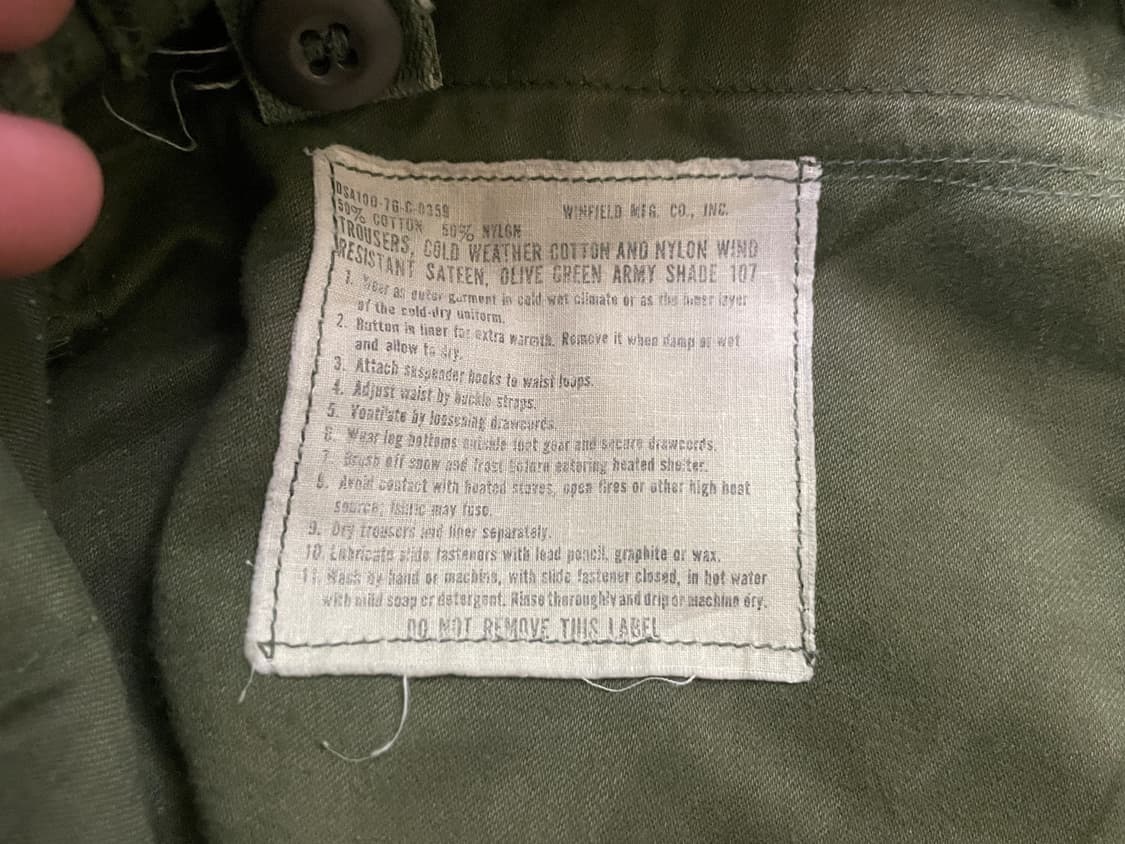 DSA100-76-C-0359 WINFIELD MFG. CO., INC.
50% COTTON 50% NYLON
TROUSERS, COLD WEATHER COTTON AND NYLON WIND
RESISTANT SATEEN, OLIVE GREEN ARMY SHADE 107
1. Wear as outer garment in cold wet climate or as the inner layer
of the cold-dry uniform.
2. Button in liner for extra warmth. Remove it when damp or wet
and allow to dry.
3. Attach suspender hooks to waist loops.
4. Adjust waist by buckle straps.
5. Ventilate by loosening drawcords.
6. Wear leg bottoms outside foot gear and secure drawcords.
7. Brush off snow and frost before entering heated shelter.
8. Avoid contact with heated stoves, open fires or other high heat
source; fabric may fuse.
9. Dry trousers and liner separately.
10. Lubricate slide fasteners with lead pencil, graphite or wax.
11. Wash by hand or machine, with slide fastener closed, in hot water
with mild soap or detergent. Rinse thoroughly and drip or machine dry.
DO NOT REMOVE THIS LABEL